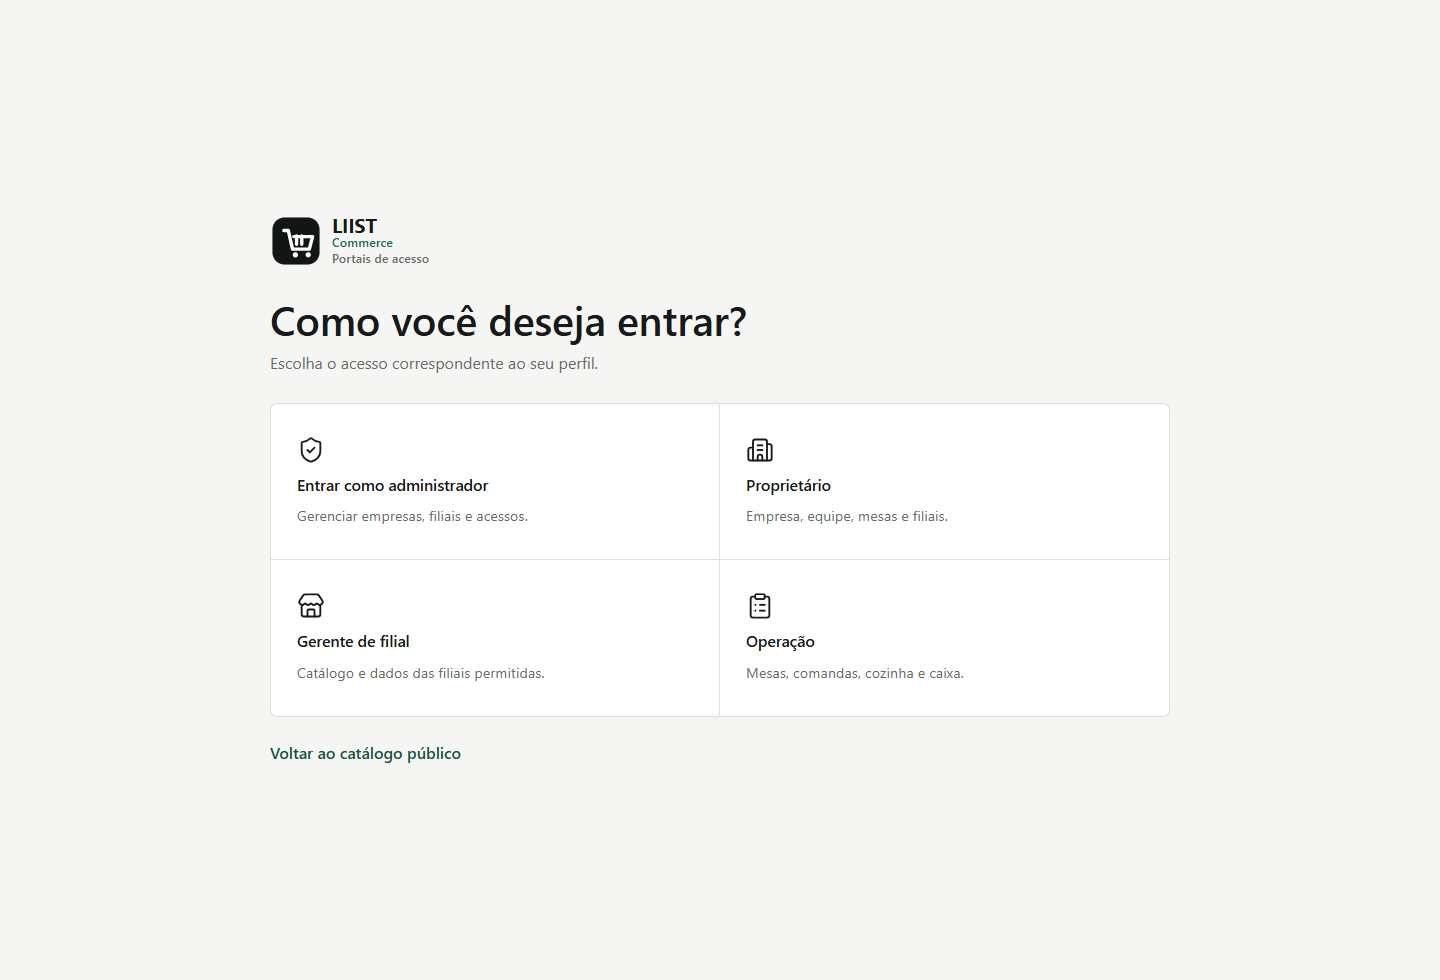 LIIST
Commerce
Portais de acesso
Como você deseja entrar?
Escolha o acesso correspondente ao seu perfil.
Entrar como administrador
Gerenciar empresas, filiais e acessos.
Proprietário
Empresa, equipe, mesas e filiais.
Gerente de filial
Catálogo e dados das filiais permitidas.
Operação
Mesas, comandas, cozinha e caixa.
Voltar ao catálogo público